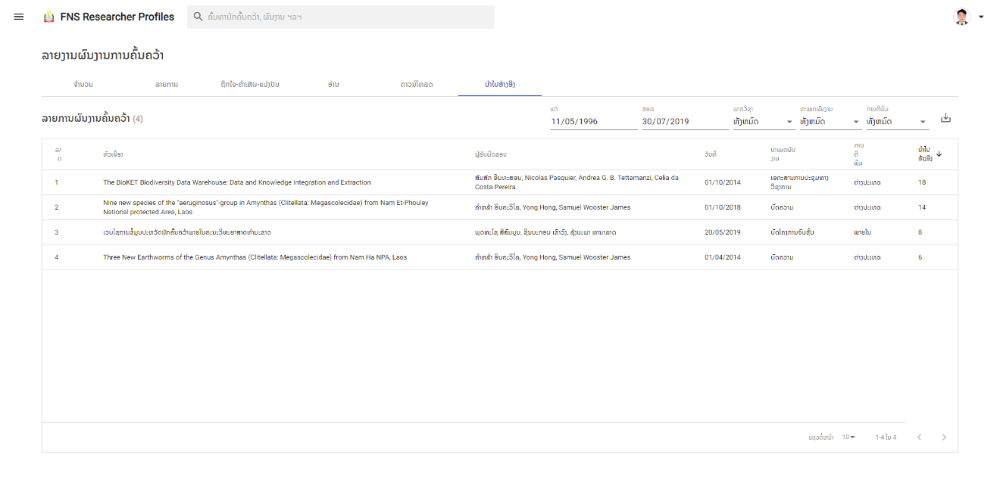 FNS Researcher Profiles
ຄົ້ນຫານັກຄົ້ນຄວ້າ, ຜົນງານ ຯລຯ
ລາຍງານຜົນງານການຄົ້ນຄວ້າ
ຈຳນວນ ລາຍການ ຖືກໃຈ-ຄຳເຫັນ-ແບ່ງປັນ ອ່ານ ດາວນ໌ໂຫລດ ນຳໄປອ້າງອີງ
ລາຍການຜົນງານຄົ້ນຄວ້າ (4)
ແຕ່ ຮອດ ພາກວິຊາ ປະເພດຜົນງານ ການຕີພິມ
11/05/1996 30/07/2019 ທັງຫມົດ ທັງຫມົດ ທັງຫມົດ
ລ/
ດ
ຫົວເລື່ອງ
ຜູ້ຮັບຜິດຊອບ
ວັນທີ
ປະເພດຜົນ
ງານ
ການ
ຕີ
ພິມ
ນຳໄປ
ອ້າງອີງ
1
The BioKET Biodiversity Data Warehouse: Data and Knowledge Integration and Extraction
ສົມສັກ ອິນທະສອນ, Nicolas Pasquier, Andrea G. B. Tettamanzi, Celia da
Costa Pereira
01/10/2014
ເອກະສານການປະຊຸມທາງ
ວິຊາການ
ຕ່າງປະເທດ
18
2
Nine new species of the "aeruginosus"-group in Amynthas (Clitellata: Megascolecidae) from Nam Et-Phouley
National protected Area, Laos
ຄຳຫລ້າ ອິນຄະວິໄລ, Yong Hong, Samuel Wooster James
01/10/2018
ບົດຄວາມ
ຕ່າງປະເທດ
14
3
ເວບໄຊຖານຂໍ້ມູນປະຫວັດນັກຄົ້ນຄວ້າພາຍໃນຄະນະວິທະຍາສາດທຳມະຊາດ
ພຸດທະໄຊ ສີສົມບູນ, ຊິນນະກອນ ເຂົາວົງ, ລຸ້ງນະພາ ທານາລາດ
20/05/2019
ບົດໂຄງການຈົບຊັ້ນ
ພາຍໃນ
8
4
Three New Earthworms of the Genus Amynthas (Clitellata: Megascolecidae) from Nam Ha NPA, Laos
ຄຳຫລ້າ ອິນຄະວິໄລ, Yong Hong, Samuel Wooster James
01/04/2014
ບົດຄວາມ
ຕ່າງປະເທດ
6
ແຖວຕໍ່ຫນ້າ 10 1-4 ໃນ 4